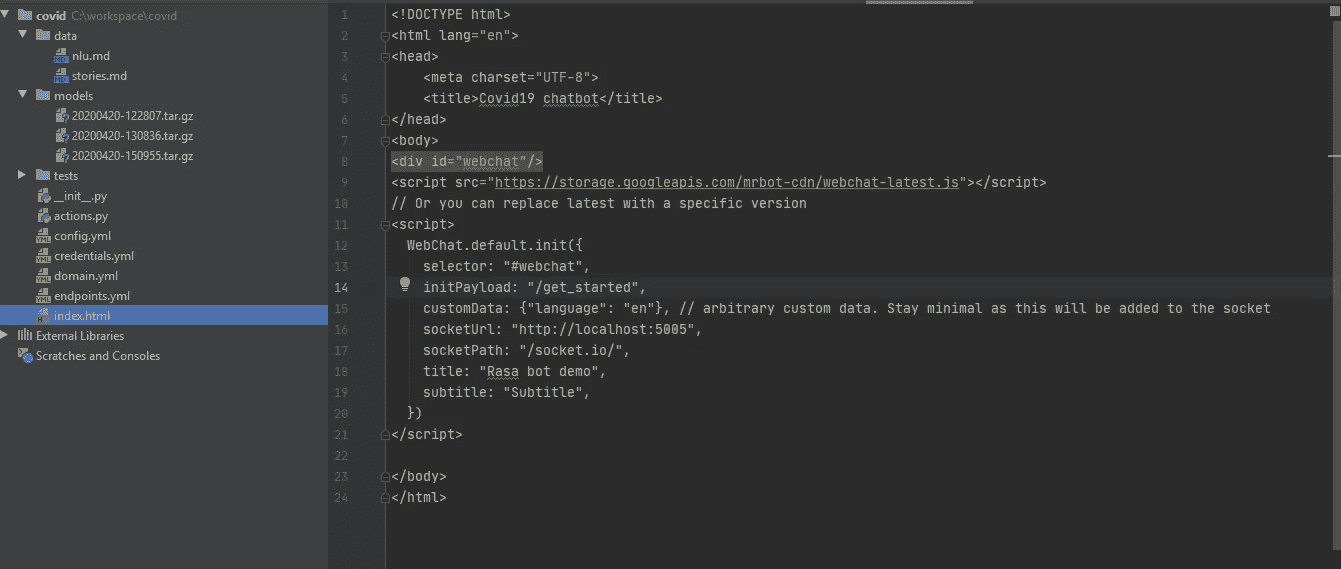 covid C:\workspace\covid
data
nlu.md
stories.md
models
20200420-122807.tar.gz
20200420-130836.tar.gz
20200420-150955.tar.gz
tests
__init__.py
actions.py
config.yml
credentials.yml
domain.yml
endpoints.yml
index.html
External Libraries
Scratches and Consoles
1 <!DOCTYPE html>
2 <html lang="en">
3 <head>
4 <meta charset="UTF-8">
5 <title>Covid19 chatbot</title>
6 </head>
7 <body>
8 <div id="webchat"/>
9 <script src="https://storage.googleapis.com/mrbot-cdn/webchat-latest.js"></script>
10 // Or you can replace latest with a specific version
11 <script>
12 WebChat.default.init({
13 selector: "#webchat",
14 initPayload: "/get_started",
15 customData: {"language": "en"}, // arbitrary custom data. Stay minimal as this will be added to the socket
16 socketUrl: "http://localhost:5005",
17 socketPath: "/socket.io/",
18 title: "Rasa bot demo",
19 subtitle: "Subtitle",
20 })
21 </script>
22
23 </body>
24 </html>